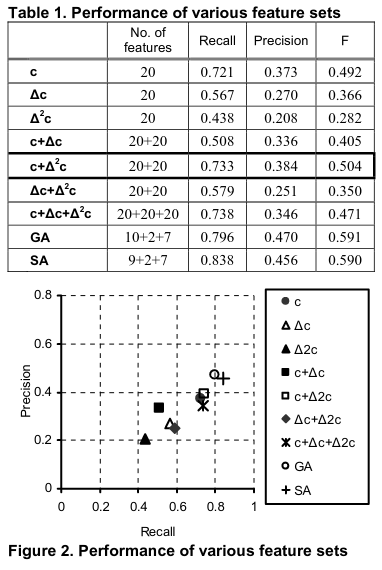 Table 1. Performance of various feature sets
No. of features Recall Precision F
c 20 0.721 0.373 0.492
Δc 20 0.567 0.270 0.366
Δ²c 20 0.438 0.208 0.282
c+Δc 20+20 0.508 0.336 0.405
c+Δ²c 20+20 0.733 0.384 0.504
Δc+Δ²c 20+20 0.579 0.251 0.350
c+Δc+Δ²c 20+20+20 0.738 0.346 0.471
GA 10+2+7 0.796 0.470 0.591
SA 9+2+7 0.838 0.456 0.590
0.8
0.6
0.4
0.2
0
Precision
0 0.2 0.4 0.6 0.8 1
Recall
c
Δc
Δ2c
c+Δc
c+Δ2c
Δc+Δ2c
c+Δc+Δ2c
GA
SA
Figure 2. Performance of various feature sets